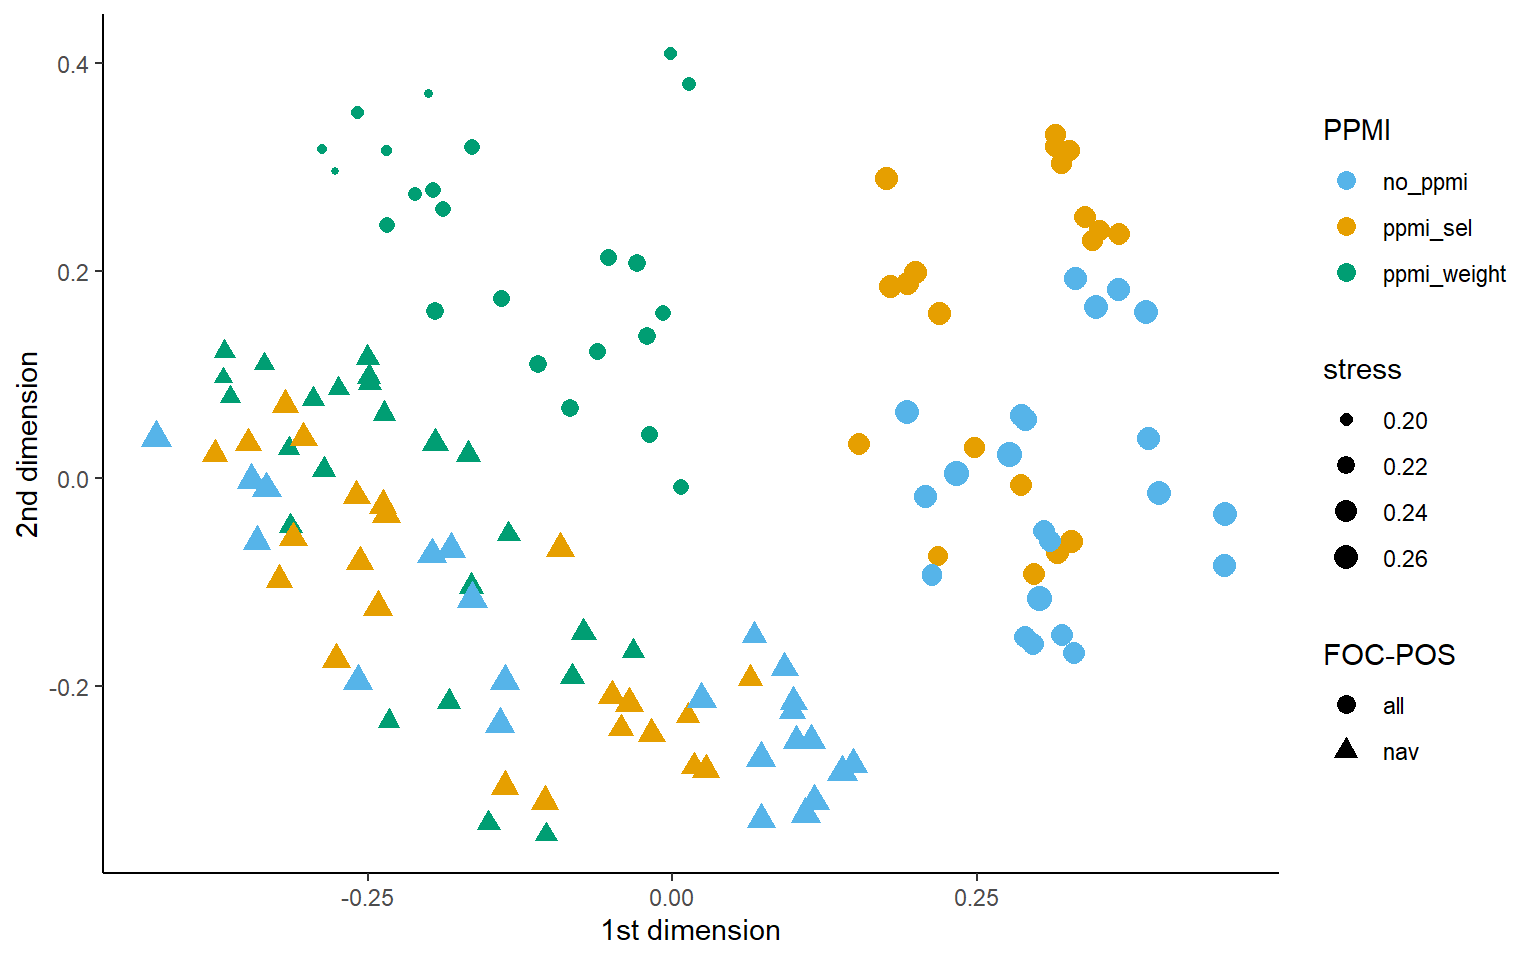 0.4
0.2
0.0
-0.2
2nd dimension
-0.25
0.00
0.25
1st dimension
PPMI
no_ppmi
ppmi_sel
ppmi_weight
stress
0.20
0.22
0.24
0.26
FOC-POS
all
nav